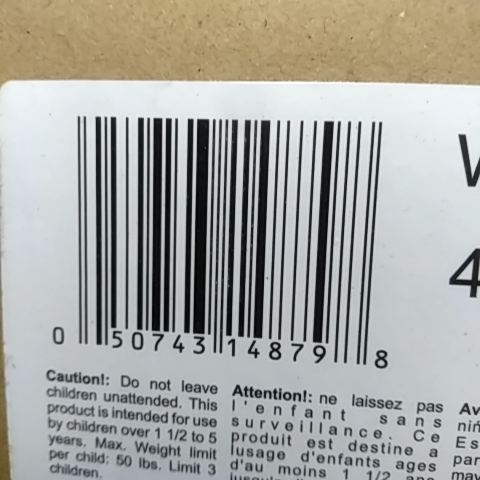 0 50743 14879 8
4
Caution!: Do not leave
children unattended. This
product is intended for use
by children over 1 1/2 to 5
years. Max. Weight limit
per child: 50 lbs. Limit 3
children.
Attention!: ne laissez pas
l'enfant sans
surveillance. Ce
produit est destine a
lusage d'enfants ages
d'au moins 1 1/2